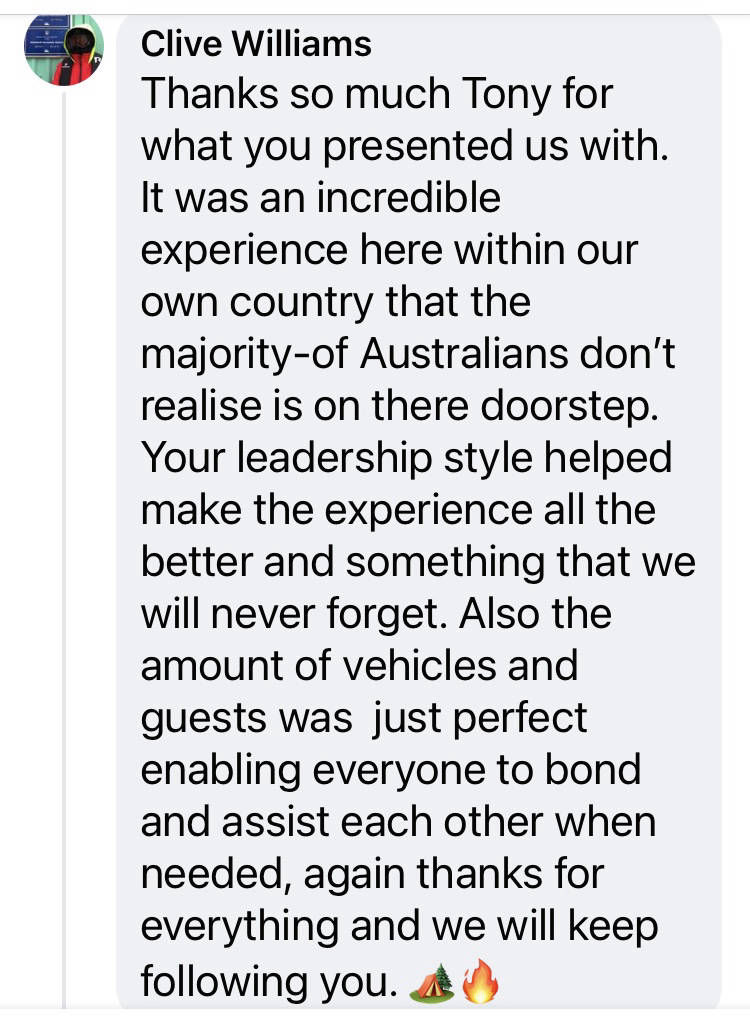 Clive Williams
Thanks so much Tony for
what you presented us with.
It was an incredible
experience here within our
own country that the
majority-of Australians don’t
realise is on there doorstep.
Your leadership style helped
make the experience all the
better and something that we
will never forget. Also the
amount of vehicles and
guests was  just perfect
enabling everyone to bond
and assist each other when
needed, again thanks for
everything and we will keep
following you. 🏕️🔥